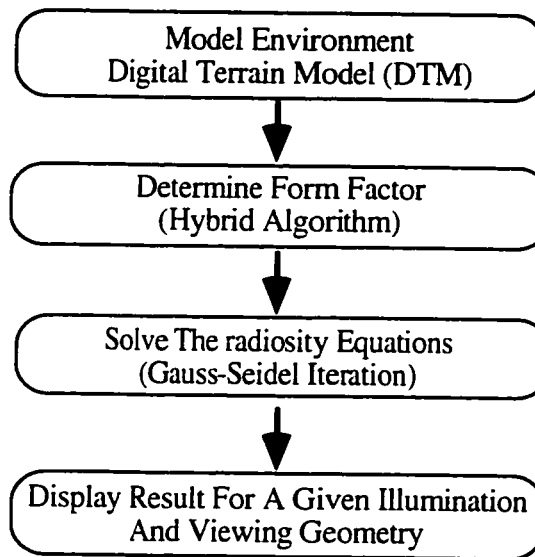 Model Environment
Digital Terrain Model (DTM)
Determine Form Factor
(Hybrid Algorithm)
Solve The radiosity Equations
(Gauss-Seidel Iteration)
Display Result For A Given Illumination
And Viewing Geometry